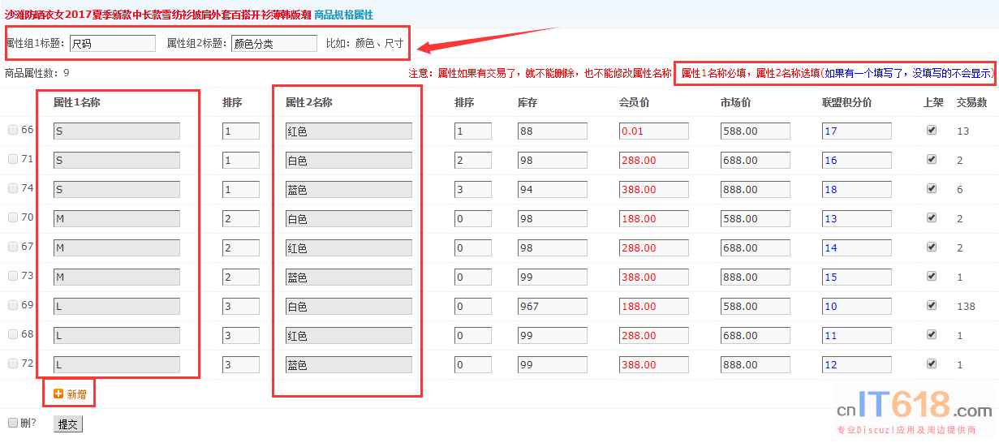 沙滩防晒衣女2017夏季新款中长款雪纺衫披肩外套百搭开衫薄韩版潮 商品规格属性
属性组1标题: 尺码 属性组2标题: 颜色分类 比如: 颜色、尺寸
商品属性数: 9 注意: 属性如果有交易了，就不能删除，也不能修改属性名称 属性1名称必填，属性2名称选填(如果有一个填写了，没填写的不会显示)
属性1名称 排序 属性2名称 排序 库存 会员价 市场价 联盟积分价 上架 交易数
66 S 1 红色 1 88 0.01 588.00 17 13
71 S 1 白色 2 98 288.00 688.00 16 2
74 S 1 蓝色 3 94 388.00 888.00 18 6
70 M 2 白色 0 98 188.00 588.00 13 2
67 M 2 红色 0 98 288.00 688.00 14 2
73 M 2 蓝色 0 99 388.00 888.00 15 1
69 L 3 白色 0 967 188.00 588.00 10 138
68 L 3 红色 0 99 288.00 688.00 11 1
72 L 3 蓝色 0 99 388.00 888.00 12 1
新增
删? 提交
cnIT618.com
专业Discuz!应用及周边提供商